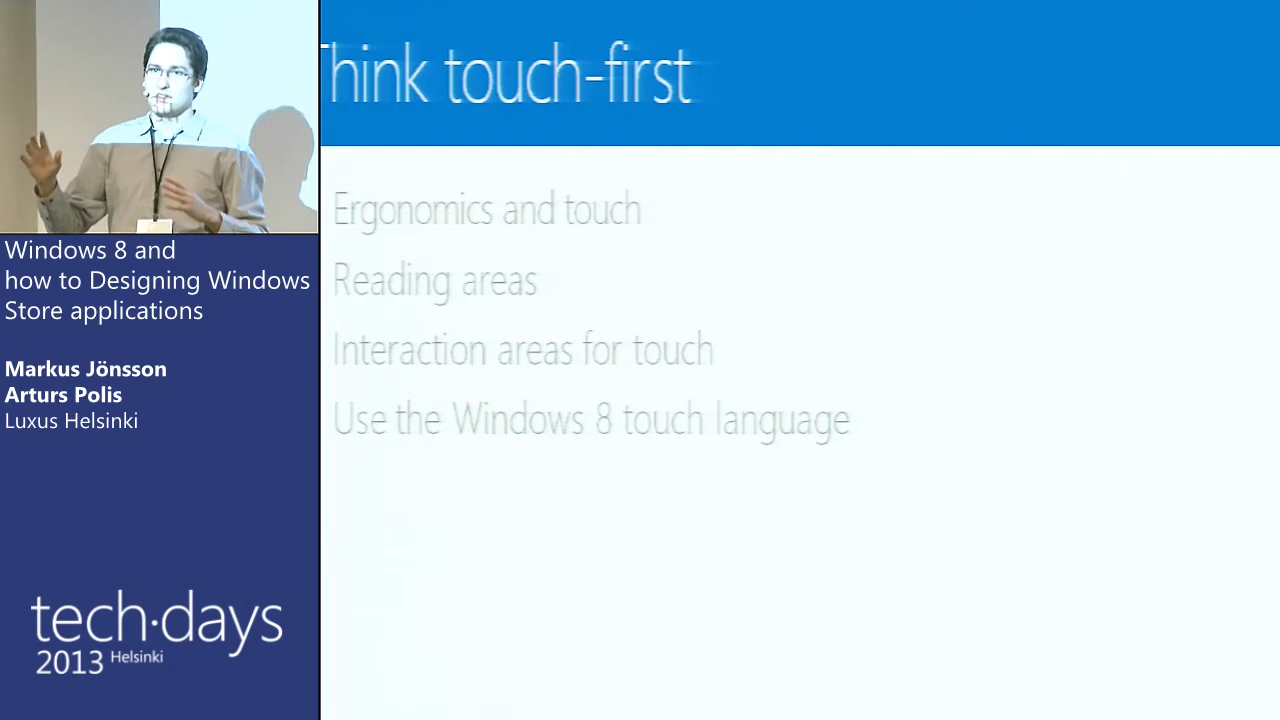 Think touch-first
Ergonomics and touch
Reading areas
Interaction areas for touch
Use the Windows 8 touch language
Windows 8 and
how to Designing Windows
Store applications
Markus Jönsson
Arturs Polis
Luxus Helsinki
tech·days
2013 Helsinki